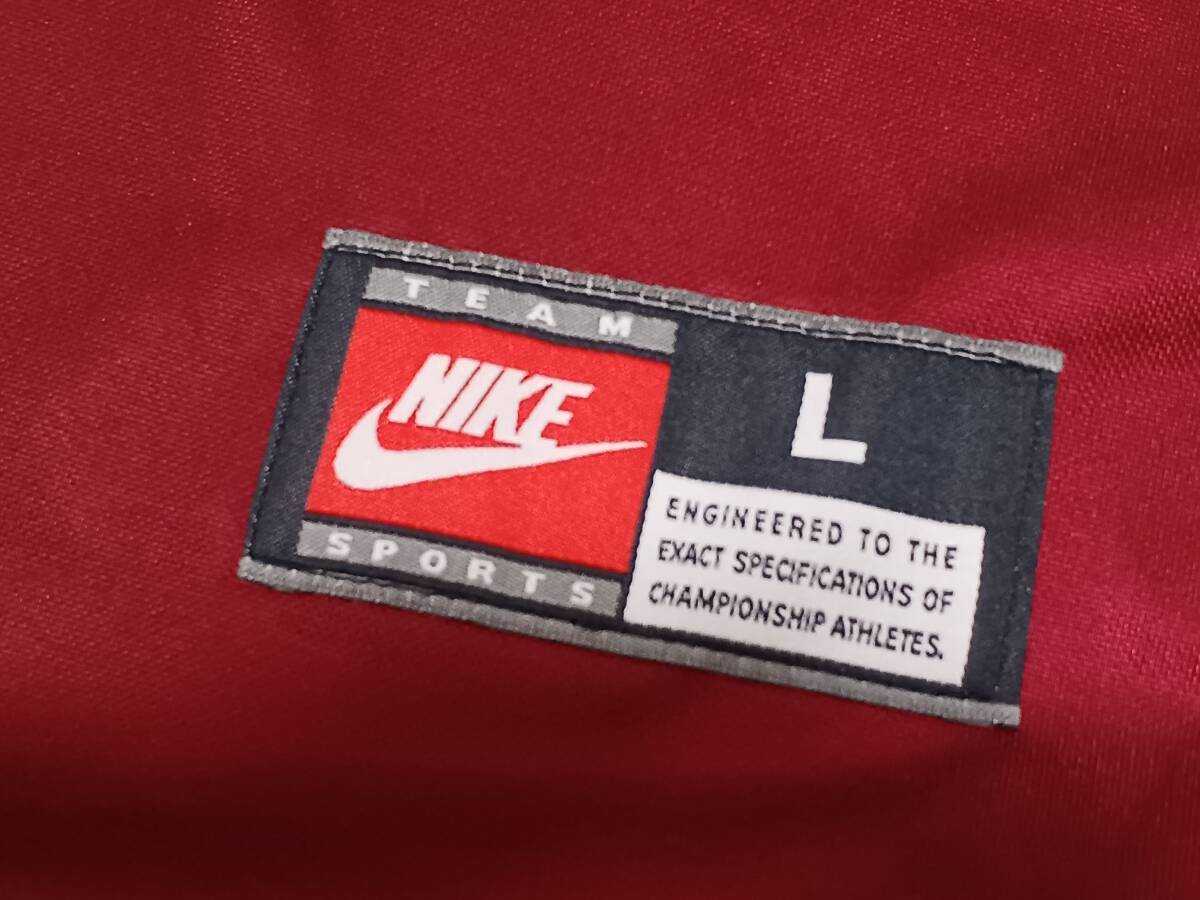 TEAM
NIKE
SPORTS
L
ENGINEERED TO THE
EXACT SPECIFICATIONS OF
CHAMPIONSHIP ATHLETES.